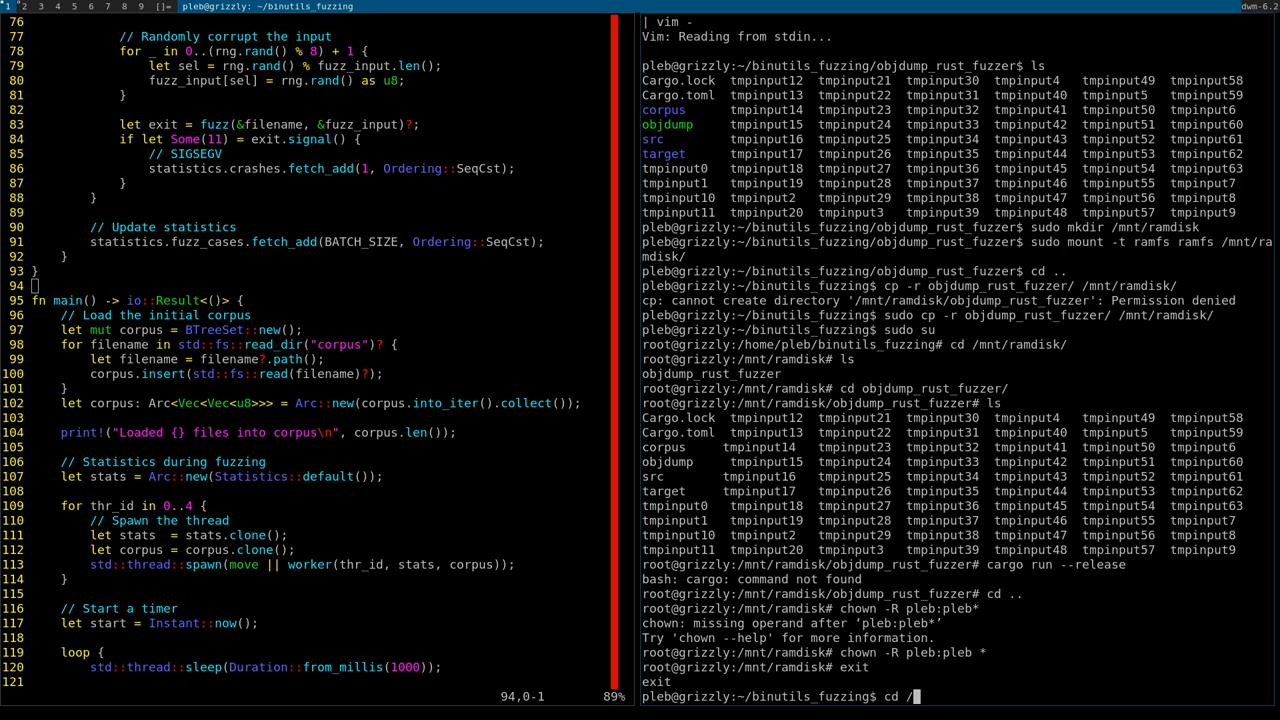 1 2 3 4 5 6 7 8 9 []= pleb@grizzly: ~/binutils_fuzzing dwm-6.2
76
77             // Randomly corrupt the input
78             for _ in 0..(rng.rand() % 8) + 1 {
79                 let sel = rng.rand() % fuzz_input.len();
80                 fuzz_input[sel] = rng.rand() as u8;
81             }
82
83             let exit = fuzz(&filename, &fuzz_input)?;
84             if let Some(11) = exit.signal() {
85                 // SIGSEGV
86                 statistics.crashes.fetch_add(1, Ordering::SeqCst);
87             }
88         }
89
90         // Update statistics
91         statistics.fuzz_cases.fetch_add(BATCH_SIZE, Ordering::SeqCst);
92     }
93 }
94
95 fn main() -> io::Result<()> {
96     // Load the initial corpus
97     let mut corpus = BTreeSet::new();
98     for filename in std::fs::read_dir("corpus")? {
99         let filename = filename?.path();
100         corpus.insert(std::fs::read(filename)?);
101     }
102     let corpus: Arc<Vec<Vec<u8>>> = Arc::new(corpus.into_iter().collect());
103
104     print!("Loaded {} files into corpus\n", corpus.len());
105
106     // Statistics during fuzzing
107     let stats = Arc::new(Statistics::default());
108
109     for thr_id in 0..4 {
110         // Spawn the thread
111         let stats  = stats.clone();
112         let corpus = corpus.clone();
113         std::thread::spawn(move || worker(thr_id, stats, corpus));
114     }
115
116     // Start a timer
117     let start = Instant::now();
118
119     loop {
120         std::thread::sleep(Duration::from_millis(1000));
121
94,0-1 89%
| vim -
Vim: Reading from stdin...
pleb@grizzly:~/binutils_fuzzing/objdump_rust_fuzzer$ ls
Cargo.lock  tmpinput12  tmpinput21  tmpinput30  tmpinput4   tmpinput49  tmpinput58
Cargo.toml  tmpinput13  tmpinput22  tmpinput31  tmpinput40  tmpinput5   tmpinput59
corpus      tmpinput14  tmpinput23  tmpinput32  tmpinput41  tmpinput50  tmpinput6
objdump     tmpinput15  tmpinput24  tmpinput33  tmpinput42  tmpinput51  tmpinput60
src         tmpinput16  tmpinput25  tmpinput34  tmpinput43  tmpinput52  tmpinput61
target      tmpinput17  tmpinput26  tmpinput35  tmpinput44  tmpinput53  tmpinput62
tmpinput0   tmpinput18  tmpinput27  tmpinput36  tmpinput45  tmpinput54  tmpinput63
tmpinput1   tmpinput19  tmpinput28  tmpinput37  tmpinput46  tmpinput55  tmpinput7
tmpinput10  tmpinput2   tmpinput29  tmpinput38  tmpinput47  tmpinput56  tmpinput8
tmpinput11  tmpinput20  tmpinput3   tmpinput39  tmpinput48  tmpinput57  tmpinput9
pleb@grizzly:~/binutils_fuzzing/objdump_rust_fuzzer$ sudo mkdir /mnt/ramdisk
pleb@grizzly:~/binutils_fuzzing/objdump_rust_fuzzer$ sudo mount -t ramfs ramfs /mnt/ra
mdisk/
pleb@grizzly:~/binutils_fuzzing/objdump_rust_fuzzer$ cd ..
pleb@grizzly:~/binutils_fuzzing$ cp -r objdump_rust_fuzzer/ /mnt/ramdisk/
cp: cannot create directory '/mnt/ramdisk/objdump_rust_fuzzer': Permission denied
pleb@grizzly:~/binutils_fuzzing$ sudo cp -r objdump_rust_fuzzer/ /mnt/ramdisk/
pleb@grizzly:~/binutils_fuzzing$ sudo su
root@grizzly:/home/pleb/binutils_fuzzing# cd /mnt/ramdisk/
root@grizzly:/mnt/ramdisk# ls
objdump_rust_fuzzer
root@grizzly:/mnt/ramdisk# cd objdump_rust_fuzzer/
root@grizzly:/mnt/ramdisk/objdump_rust_fuzzer# ls
Cargo.lock  tmpinput12  tmpinput21  tmpinput30  tmpinput4   tmpinput49  tmpinput58
Cargo.toml  tmpinput13  tmpinput22  tmpinput31  tmpinput40  tmpinput5   tmpinput59
corpus     tmpinput14   tmpinput23  tmpinput32  tmpinput41  tmpinput50  tmpinput6
objdump     tmpinput15  tmpinput24  tmpinput33  tmpinput42  tmpinput51  tmpinput60
src        tmpinput16   tmpinput25  tmpinput34  tmpinput43  tmpinput52  tmpinput61
target     tmpinput17   tmpinput26  tmpinput35  tmpinput44  tmpinput53  tmpinput62
tmpinput0   tmpinput18  tmpinput27  tmpinput36  tmpinput45  tmpinput54  tmpinput63
tmpinput1   tmpinput19  tmpinput28  tmpinput37  tmpinput46  tmpinput55  tmpinput7
tmpinput10  tmpinput2   tmpinput29  tmpinput38  tmpinput47  tmpinput56  tmpinput8
tmpinput11  tmpinput20  tmpinput3   tmpinput39  tmpinput48  tmpinput57  tmpinput9
root@grizzly:/mnt/ramdisk/objdump_rust_fuzzer# cargo run --release
bash: cargo: command not found
root@grizzly:/mnt/ramdisk/objdump_rust_fuzzer# cd ..
root@grizzly:/mnt/ramdisk# chown -R pleb:pleb*
chown: missing operand after ‘pleb:pleb*’
Try 'chown --help' for more information.
root@grizzly:/mnt/ramdisk# chown -R pleb:pleb *
root@grizzly:/mnt/ramdisk# exit
exit
pleb@grizzly:~/binutils_fuzzing$ cd /